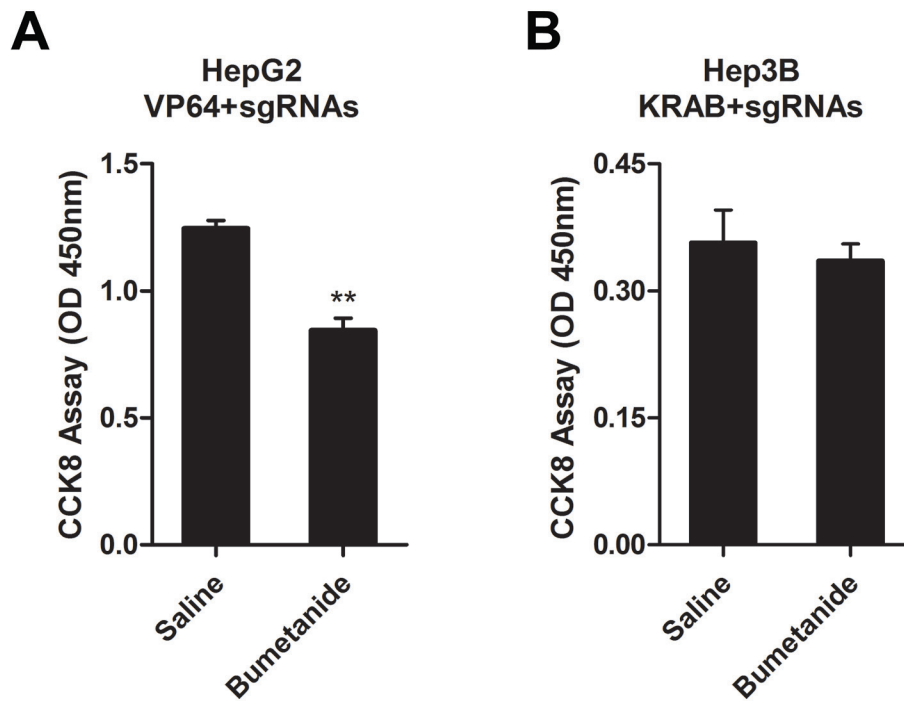 A
HepG2
VP64+sgRNAs
CCK8 Assay (OD 450nm)
1.5
1.0
0.5
0.0
**
Saline
Bumetanide
B
Hep3B
KRAB+sgRNAs
CCK8 Assay (OD 450nm)
0.45
0.30
0.15
0.00
Saline
Bumetanide